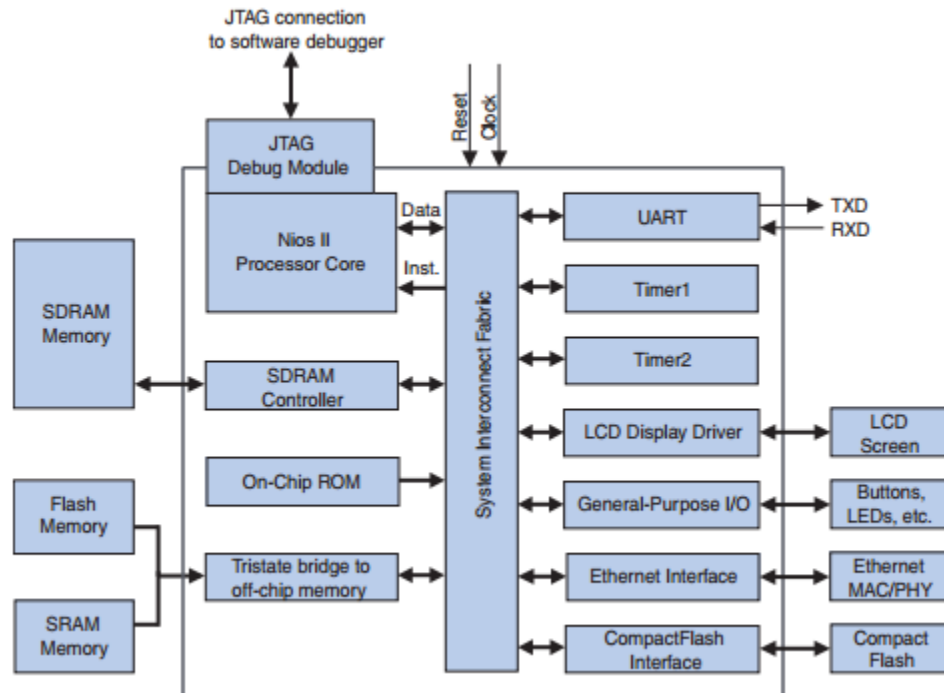 JTAG connection
to software debugger
Reset
Clock
JTAG
Debug Module
Nios II
Processor Core
Data
Inst.
System Interconnect Fabric
SDRAM
Memory
SDRAM
Controller
On-Chip ROM
Flash
Memory
SRAM
Memory
Tristate bridge to
off-chip memory
UART
TXD
RXD
Timer1
Timer2
LCD Display Driver
LCD
Screen
General-Purpose I/O
Buttons,
LEDs, etc.
Ethernet Interface
Ethernet
MAC/PHY
CompactFlash
Interface
Compact
Flash